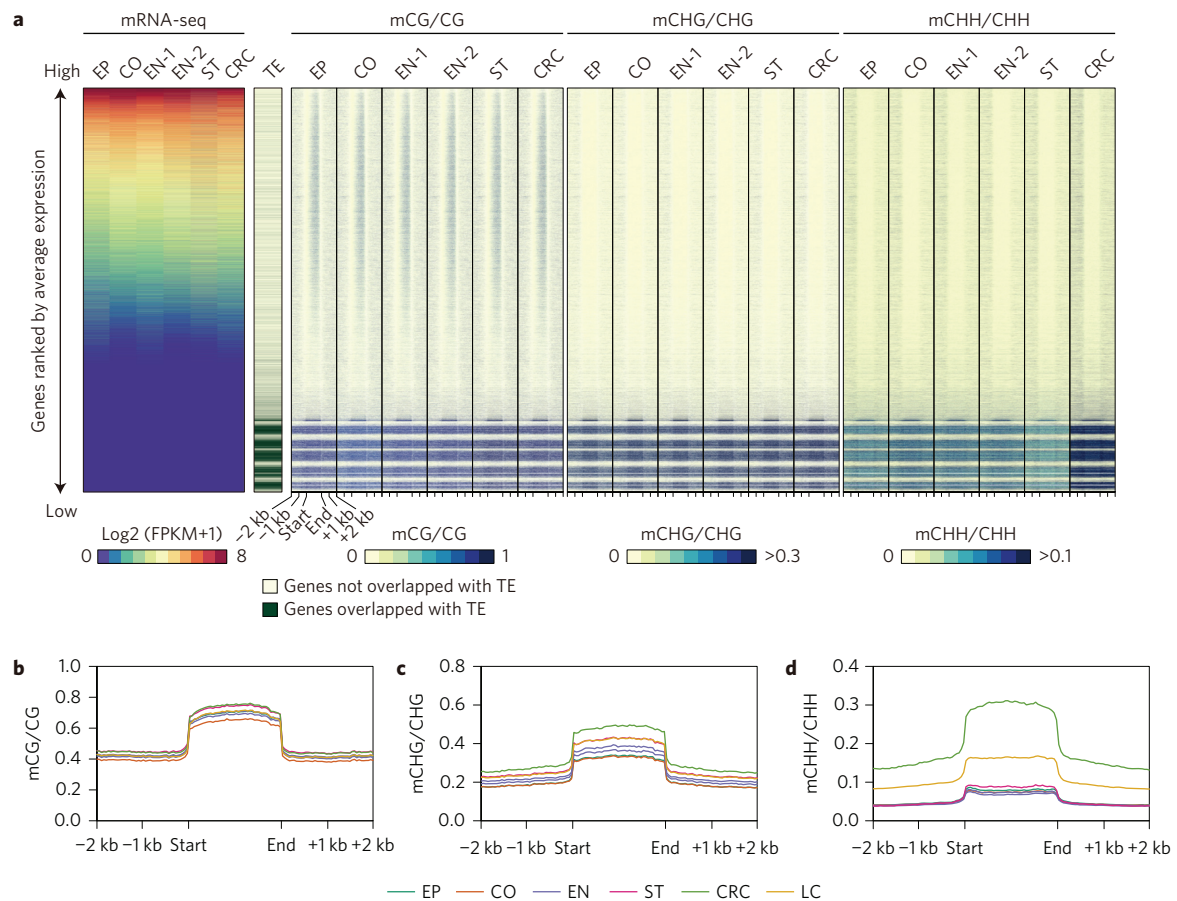 a
mRNA-seq mCG/CG mCHG/CHG mCHH/CHH
High EP CO EN-1 EN-2 ST CRC TE EP CO EN-1 EN-2 ST CRC EP CO EN-1 EN-2 ST CRC EP CO EN-1 EN-2 ST CRC
Genes ranked by average expression
Low −2 kb −1 kb Start End +1 kb +2 kb
Log2 (FPKM+1) mCG/CG mCHG/CHG mCHH/CHH
0 8 0 1 0 >0.3 0 >0.1
Genes not overlapped with TE
Genes overlapped with TE
b
mCG/CG
1.0
0.8
0.6
0.4
0.2
0.0
−2 kb −1 kb Start End +1 kb +2 kb
c
mCHG/CHG
0.8
0.6
0.4
0.2
0.0
−2 kb −1 kb Start End +1 kb +2 kb
d
mCHH/CHH
0.4
0.3
0.2
0.1
0.0
−2 kb −1 kb Start End +1 kb +2 kb
EP CO EN ST CRC LC